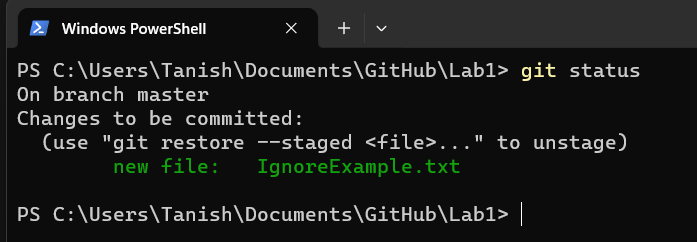 Windows PowerShell
PS C:\Users\Tanish\Documents\GitHub\Lab1> git status
On branch master
Changes to be committed:
  (use "git restore --staged <file>..." to unstage)
        new file:   IgnoreExample.txt

PS C:\Users\Tanish\Documents\GitHub\Lab1>